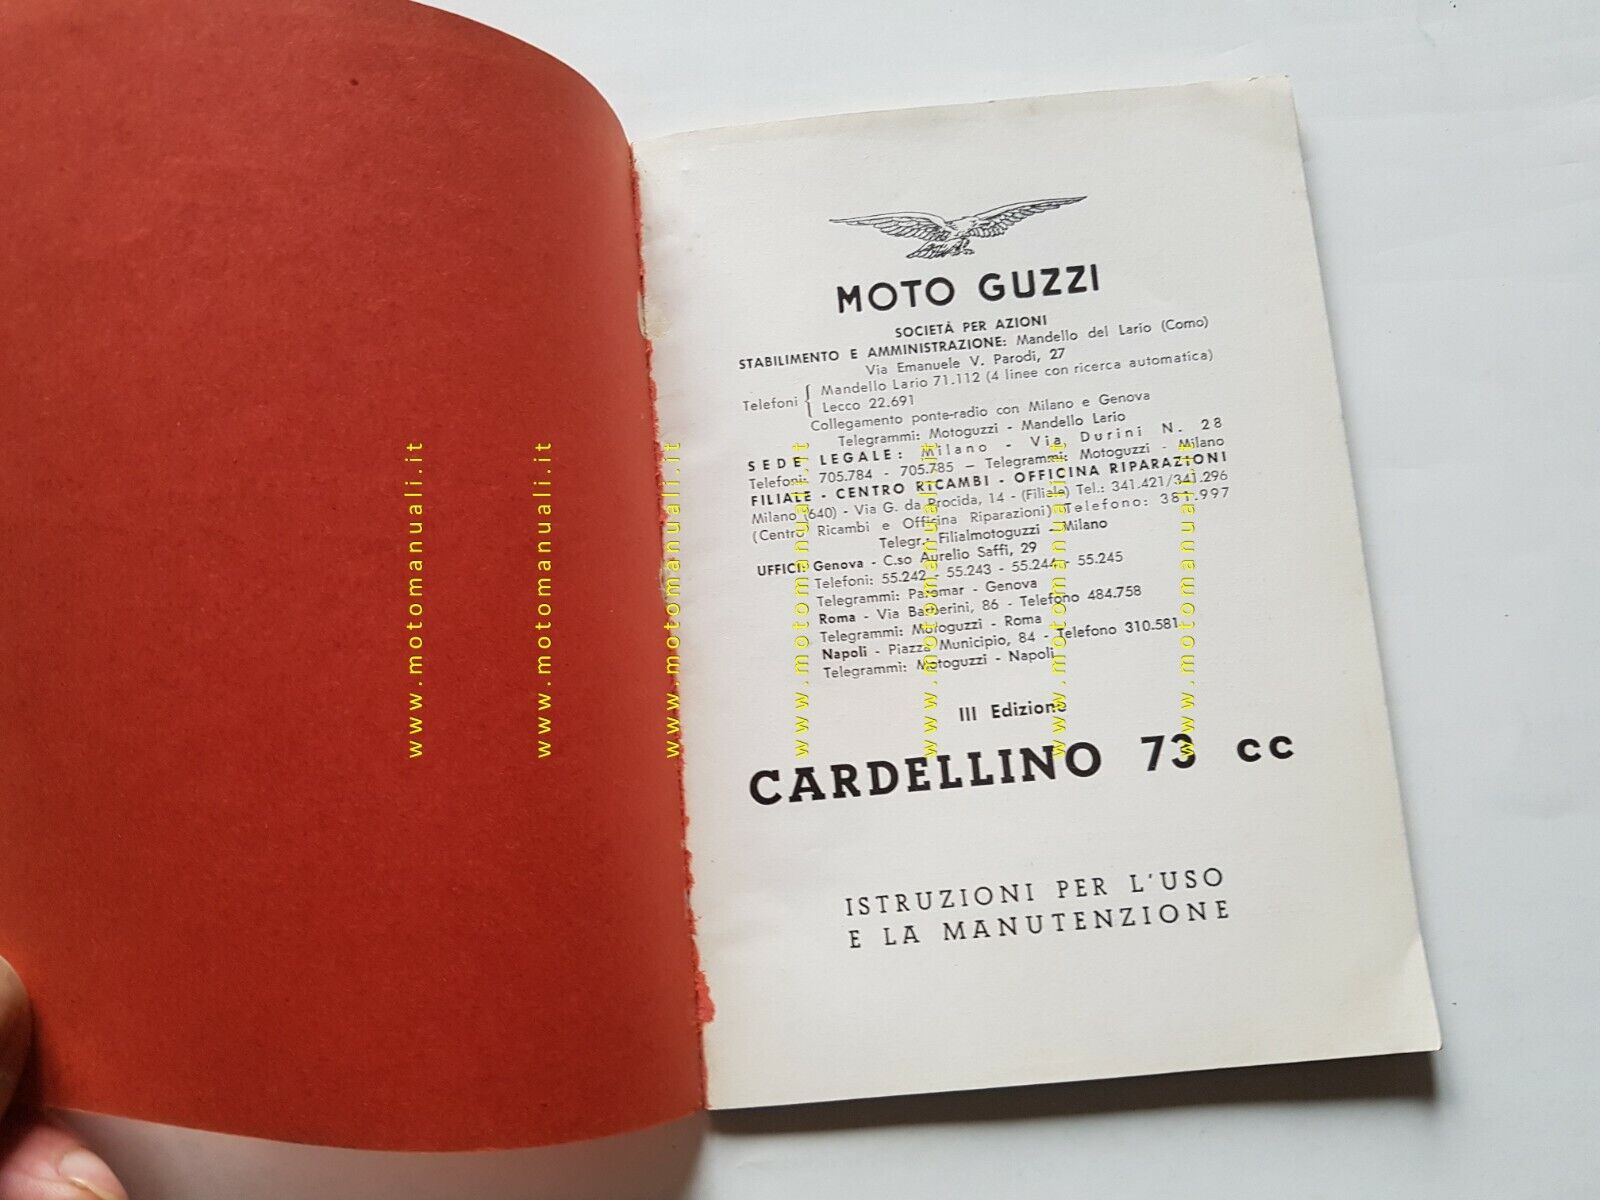 MOTO GUZZI
SOCIETÀ PER AZIONI
STABILIMENTO E AMMINISTRAZIONE: Mandello del Lario (Como)
Via Emanuele V. Parodi, 27
Telefoni { Mandello Lario 71.112 (4 linee con ricerca automatica)
Lecco 22.691
Collegamento ponte-radio con Milano e Genova
Telegrammi: Motoguzzi - Mandello Lario
SEDE LEGALE: Milano - Via Durini N. 28
Telefoni: 705.784 - 705.785 — Telegrammi: Motoguzzi - Milano
FILIALE - CENTRO RICAMBI - OFFICINA RIPARAZIONI
Milano (640) - Via G. da Procida, 14 - (Filiale) Tel.: 341.421/341.296
(Centro Ricambi e Officina Riparazioni) Telefono: 381.997
Telegr.: Filialmotoguzzi - Milano
UFFICI: Genova - C.so Aurelio Saffi, 29
Telefoni: 55.242 - 55.243 - 55.244 - 55.245
Telegrammi: Paromar - Genova
Roma - Via Barberini, 86 - Telefono 484.758
Telegrammi: Motoguzzi - Roma
Napoli - Piazza Municipio, 84 - Telefono 310.581
Telegrammi: Motoguzzi - Napoli
III Edizione
CARDELLINO 73 cc
ISTRUZIONI PER L'USO
E LA MANUTENZIONE
www.motomanuali.it
www.motomanuali.it
www.motomanuali.it
www.motomanuali.it
www.motomanuali.it
www.motomanuali.it
www.motomanuali.it